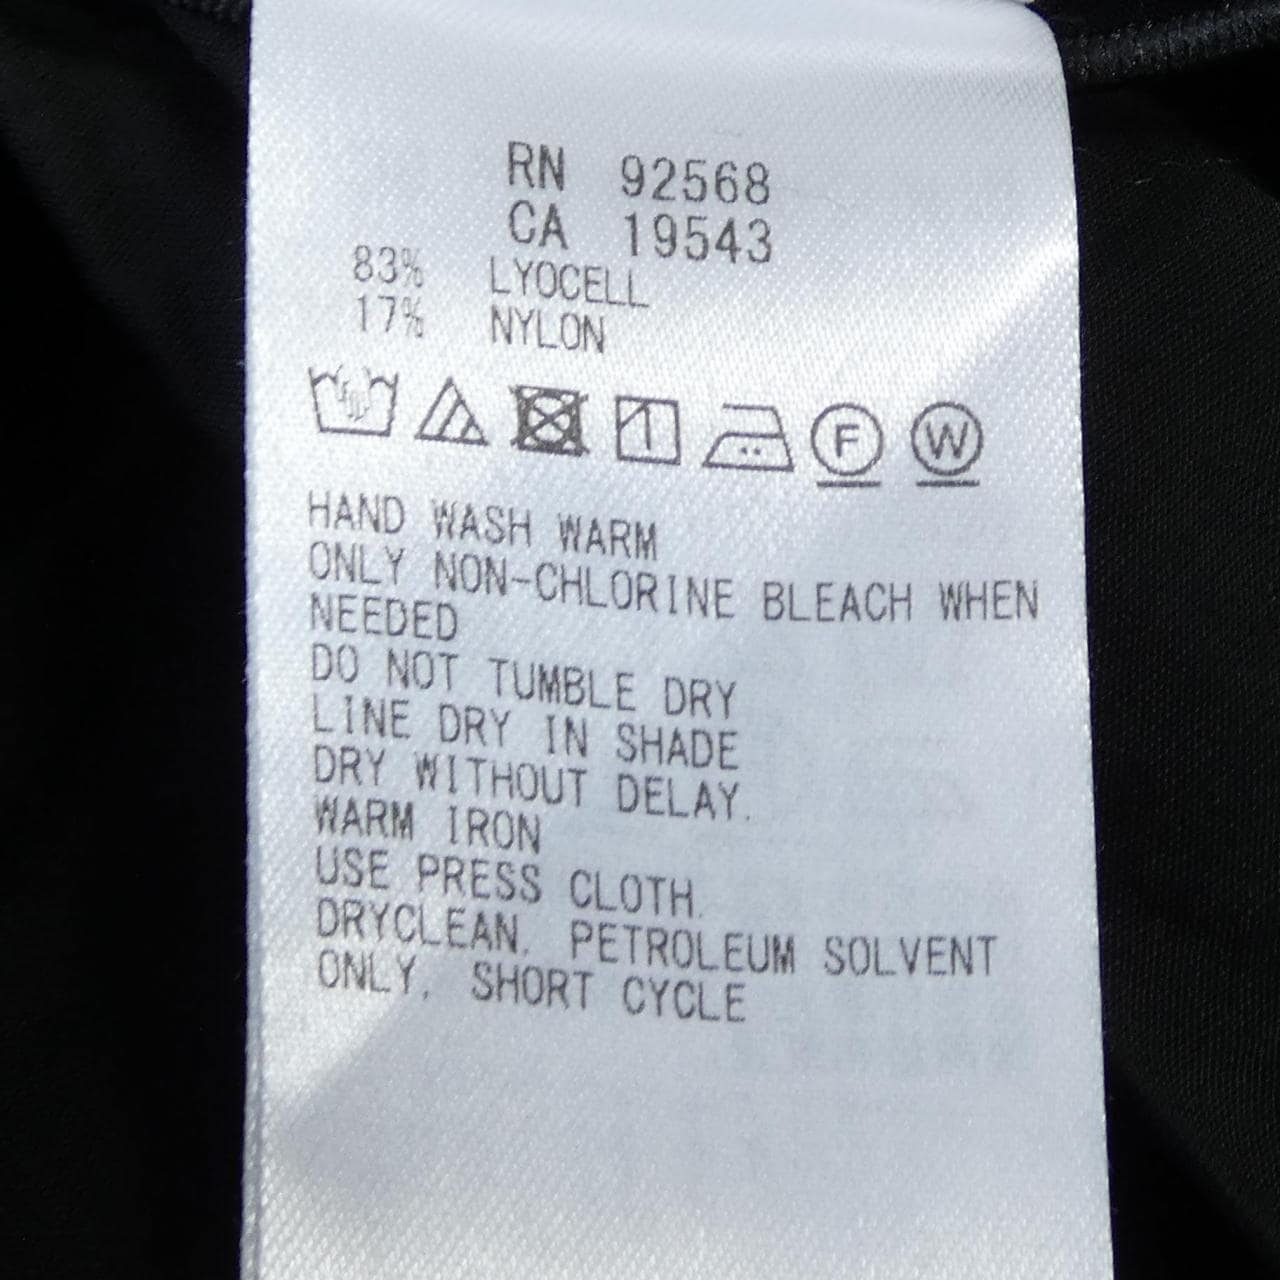 RN 92568
CA 19543
83% LYOCELL
17% NYLON
F W
HAND WASH WARM
ONLY NON-CHLORINE BLEACH WHEN
NEEDED
DO NOT TUMBLE DRY
LINE DRY IN SHADE
DRY WITHOUT DELAY.
WARM IRON
USE PRESS CLOTH.
DRYCLEAN. PETROLEUM SOLVENT
ONLY. SHORT CYCLE